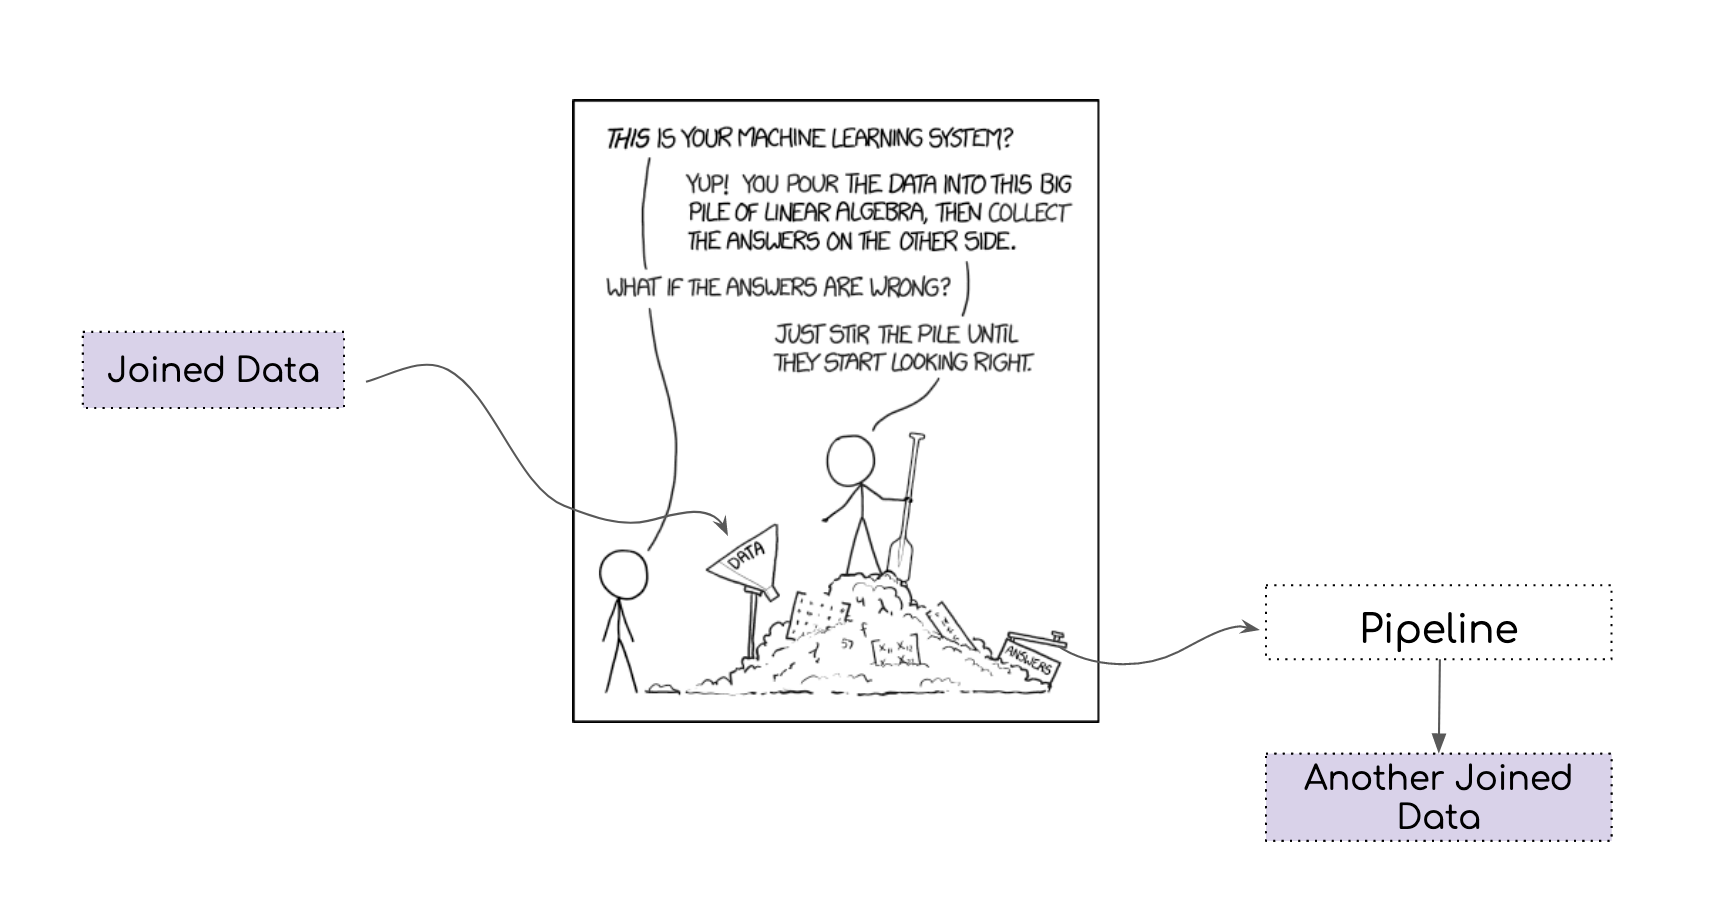 THIS IS YOUR MACHINE LEARNING SYSTEM?
YUP! YOU POUR THE DATA INTO THIS BIG
PILE OF LINEAR ALGEBRA, THEN COLLECT
THE ANSWERS ON THE OTHER SIDE.
WHAT IF THE ANSWERS ARE WRONG?
JUST STIR THE PILE UNTIL
THEY START LOOKING RIGHT.
Joined Data
DATA
ANSWERS
Pipeline
Another Joined
Data